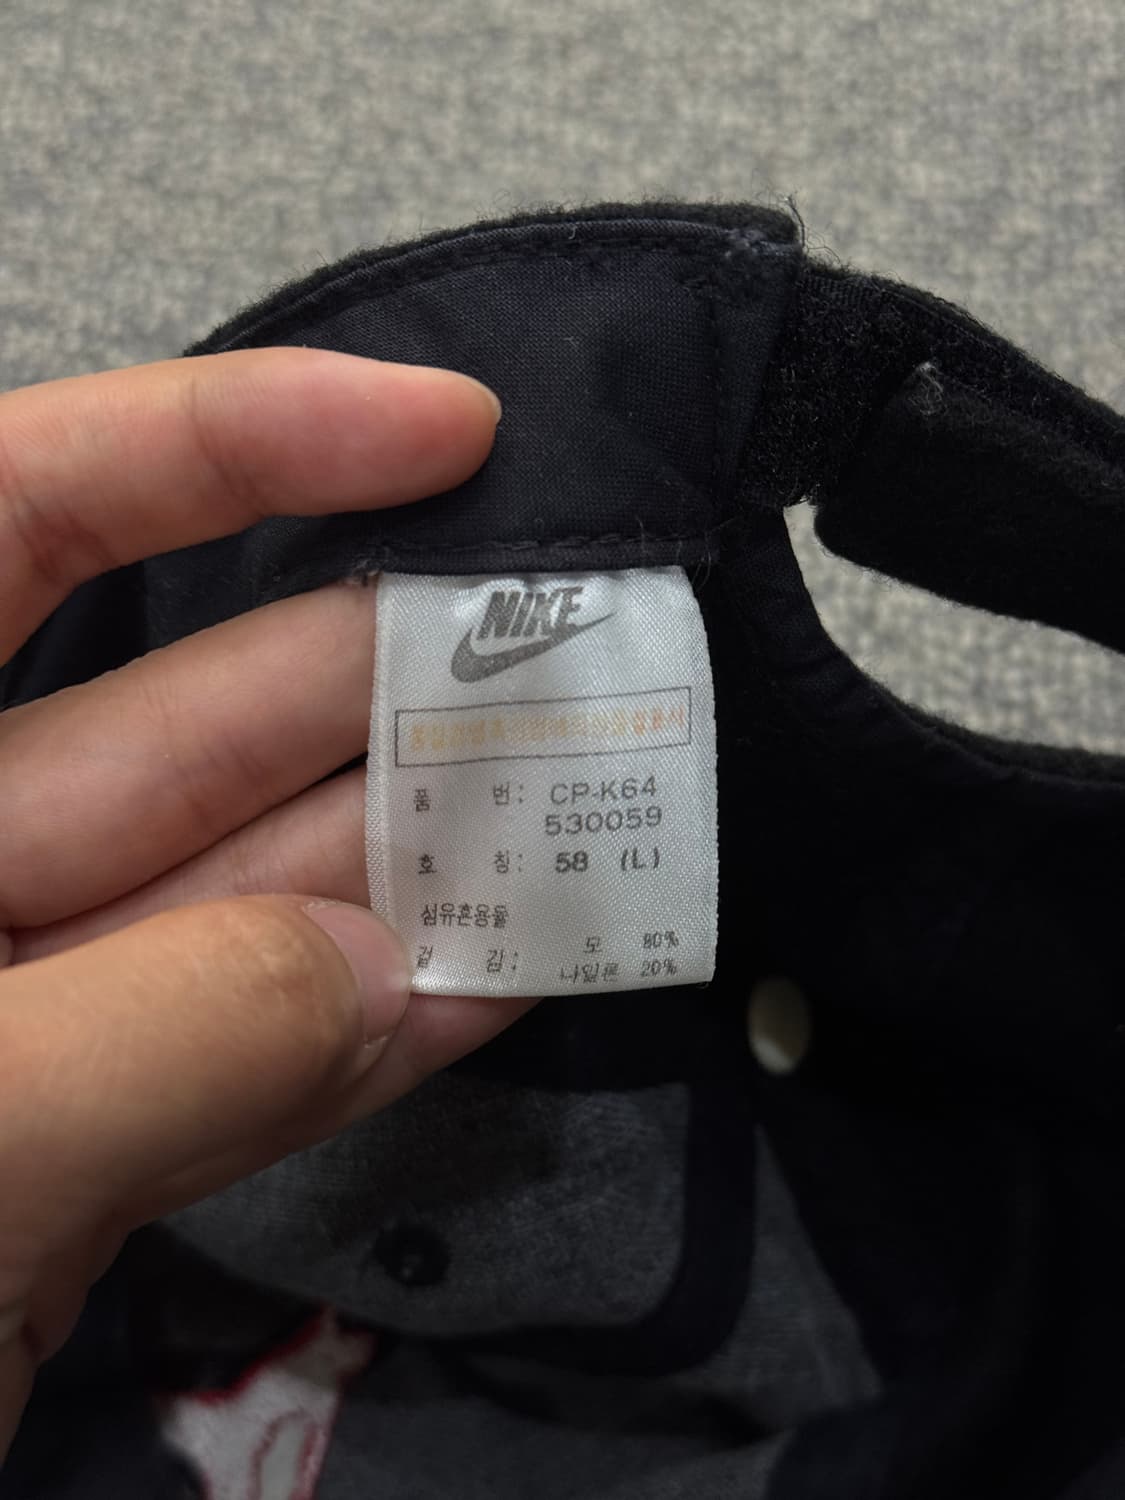 NIKE
품 번: CP-K64
530059
호 칭: 58 (L)
섬유혼용율
겉 감: 모 80%
나일론 20%